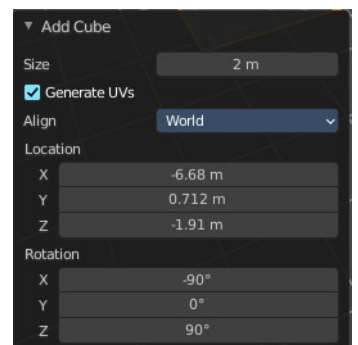 Add Cube
Size 2 m
Generate UVs
Align World
Location
X -6.68 m
Y 0.712 m
Z -1.91 m
Rotation
X -90°
Y 0°
Z 90°